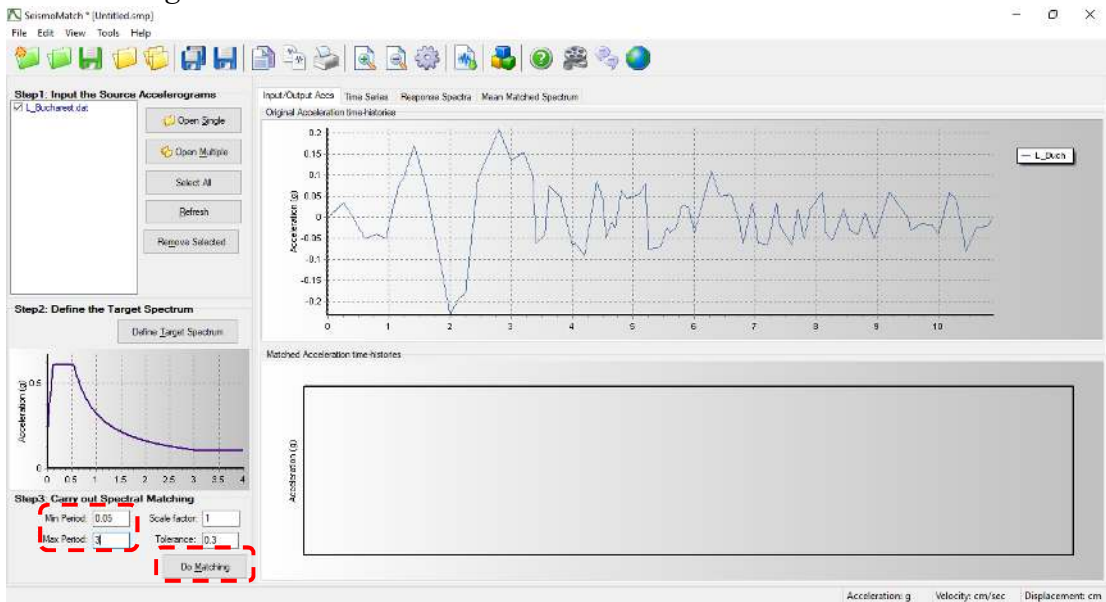 SeismoMatch * [Untitled.smp]
File Edit View Tools Help
Step1: Input the Source Accelerograms
L_Bucharest.dat
Open Single
Open Multiple
Select All
Refresh
Remove Selected
Step2: Define the Target Spectrum
Define Target Spectrum
Acceleration (g)
0.5
0
0 0.5 1 1.5 2 2.5 3 3.5 4
Step3: Carry out Spectral Matching
Min Period: 0.05 Scale factor: 1
Max Period: 3 Tolerance: 0.3
Do Matching
Input/Output Accs Time Series Response Spectra Mean Matched Spectrum
Original Acceleration time-histories
Acceleration (g)
0.2
0.15
0.1
0.05
0
-0.05
-0.1
-0.15
-0.2
0 1 2 3 4 5 6 7 8 9 10
L_Buch
Matched Acceleration time-histories
Acceleration (g)
Acceleration: g Velocity: cm/sec Displacement: cm